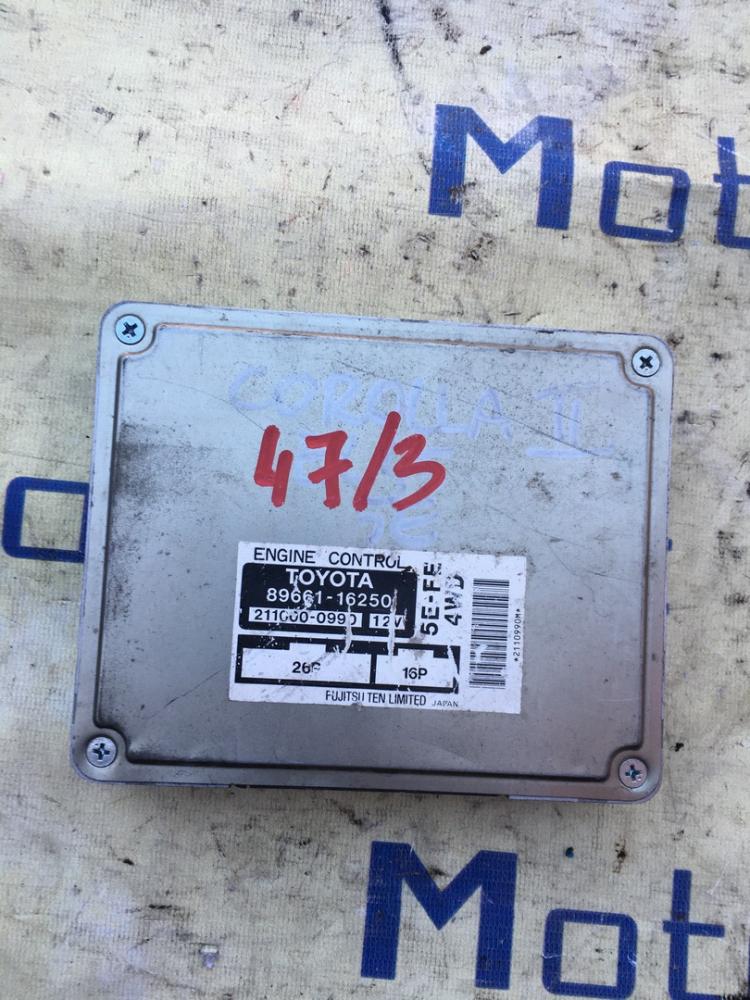 Mot
COROLLA II
47/3
ENGINE CONTROL
TOYOTA
89661-16250
211000-0990 12V
5E-FE
4WD
26P 16P
*2110990M*
FUJITSU TEN LIMITED JAPAN
Mot